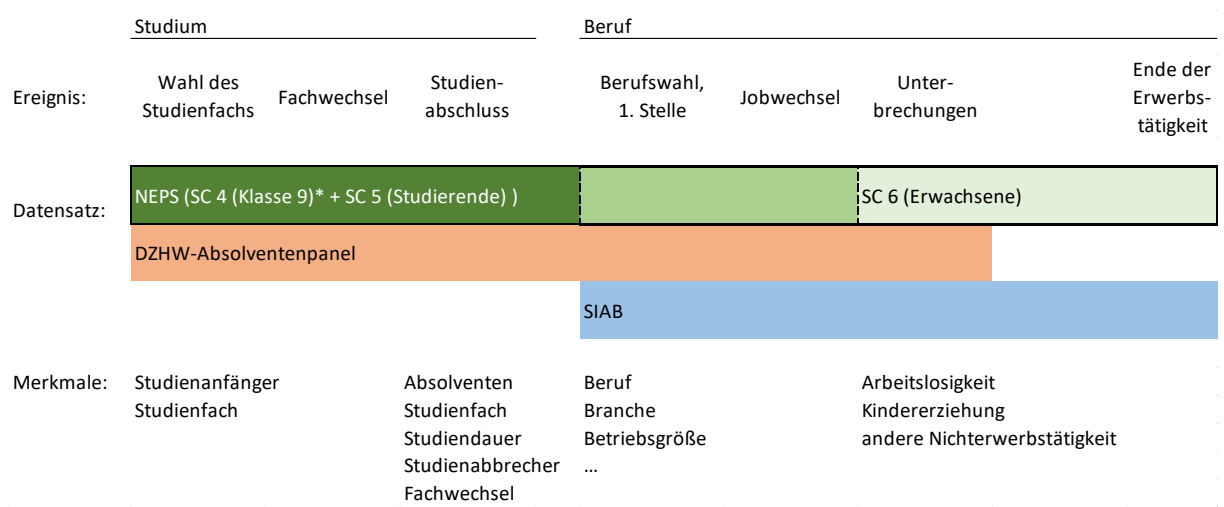 Studium
Beruf
Ereignis:
Wahl des
Studienfachs
Fachwechsel
Studien-
abschluss
Berufswahl,
1. Stelle
Jobwechsel
Unter-
brechungen
Ende der
Erwerbs-
tätigkeit
Datensatz:
NEPS (SC 4 (Klasse 9)* + SC 5 (Studierende) )
SC 6 (Erwachsene)
DZHW-Absolventenpanel
SIAB
Merkmale:
Studienanfänger
Studienfach
Absolventen
Studienfach
Studiendauer
Studienabbrecher
Fachwechsel
Beruf
Branche
Betriebsgröße
...
Arbeitslosigkeit
Kindererziehung
andere Nichterwerbstätigkeit